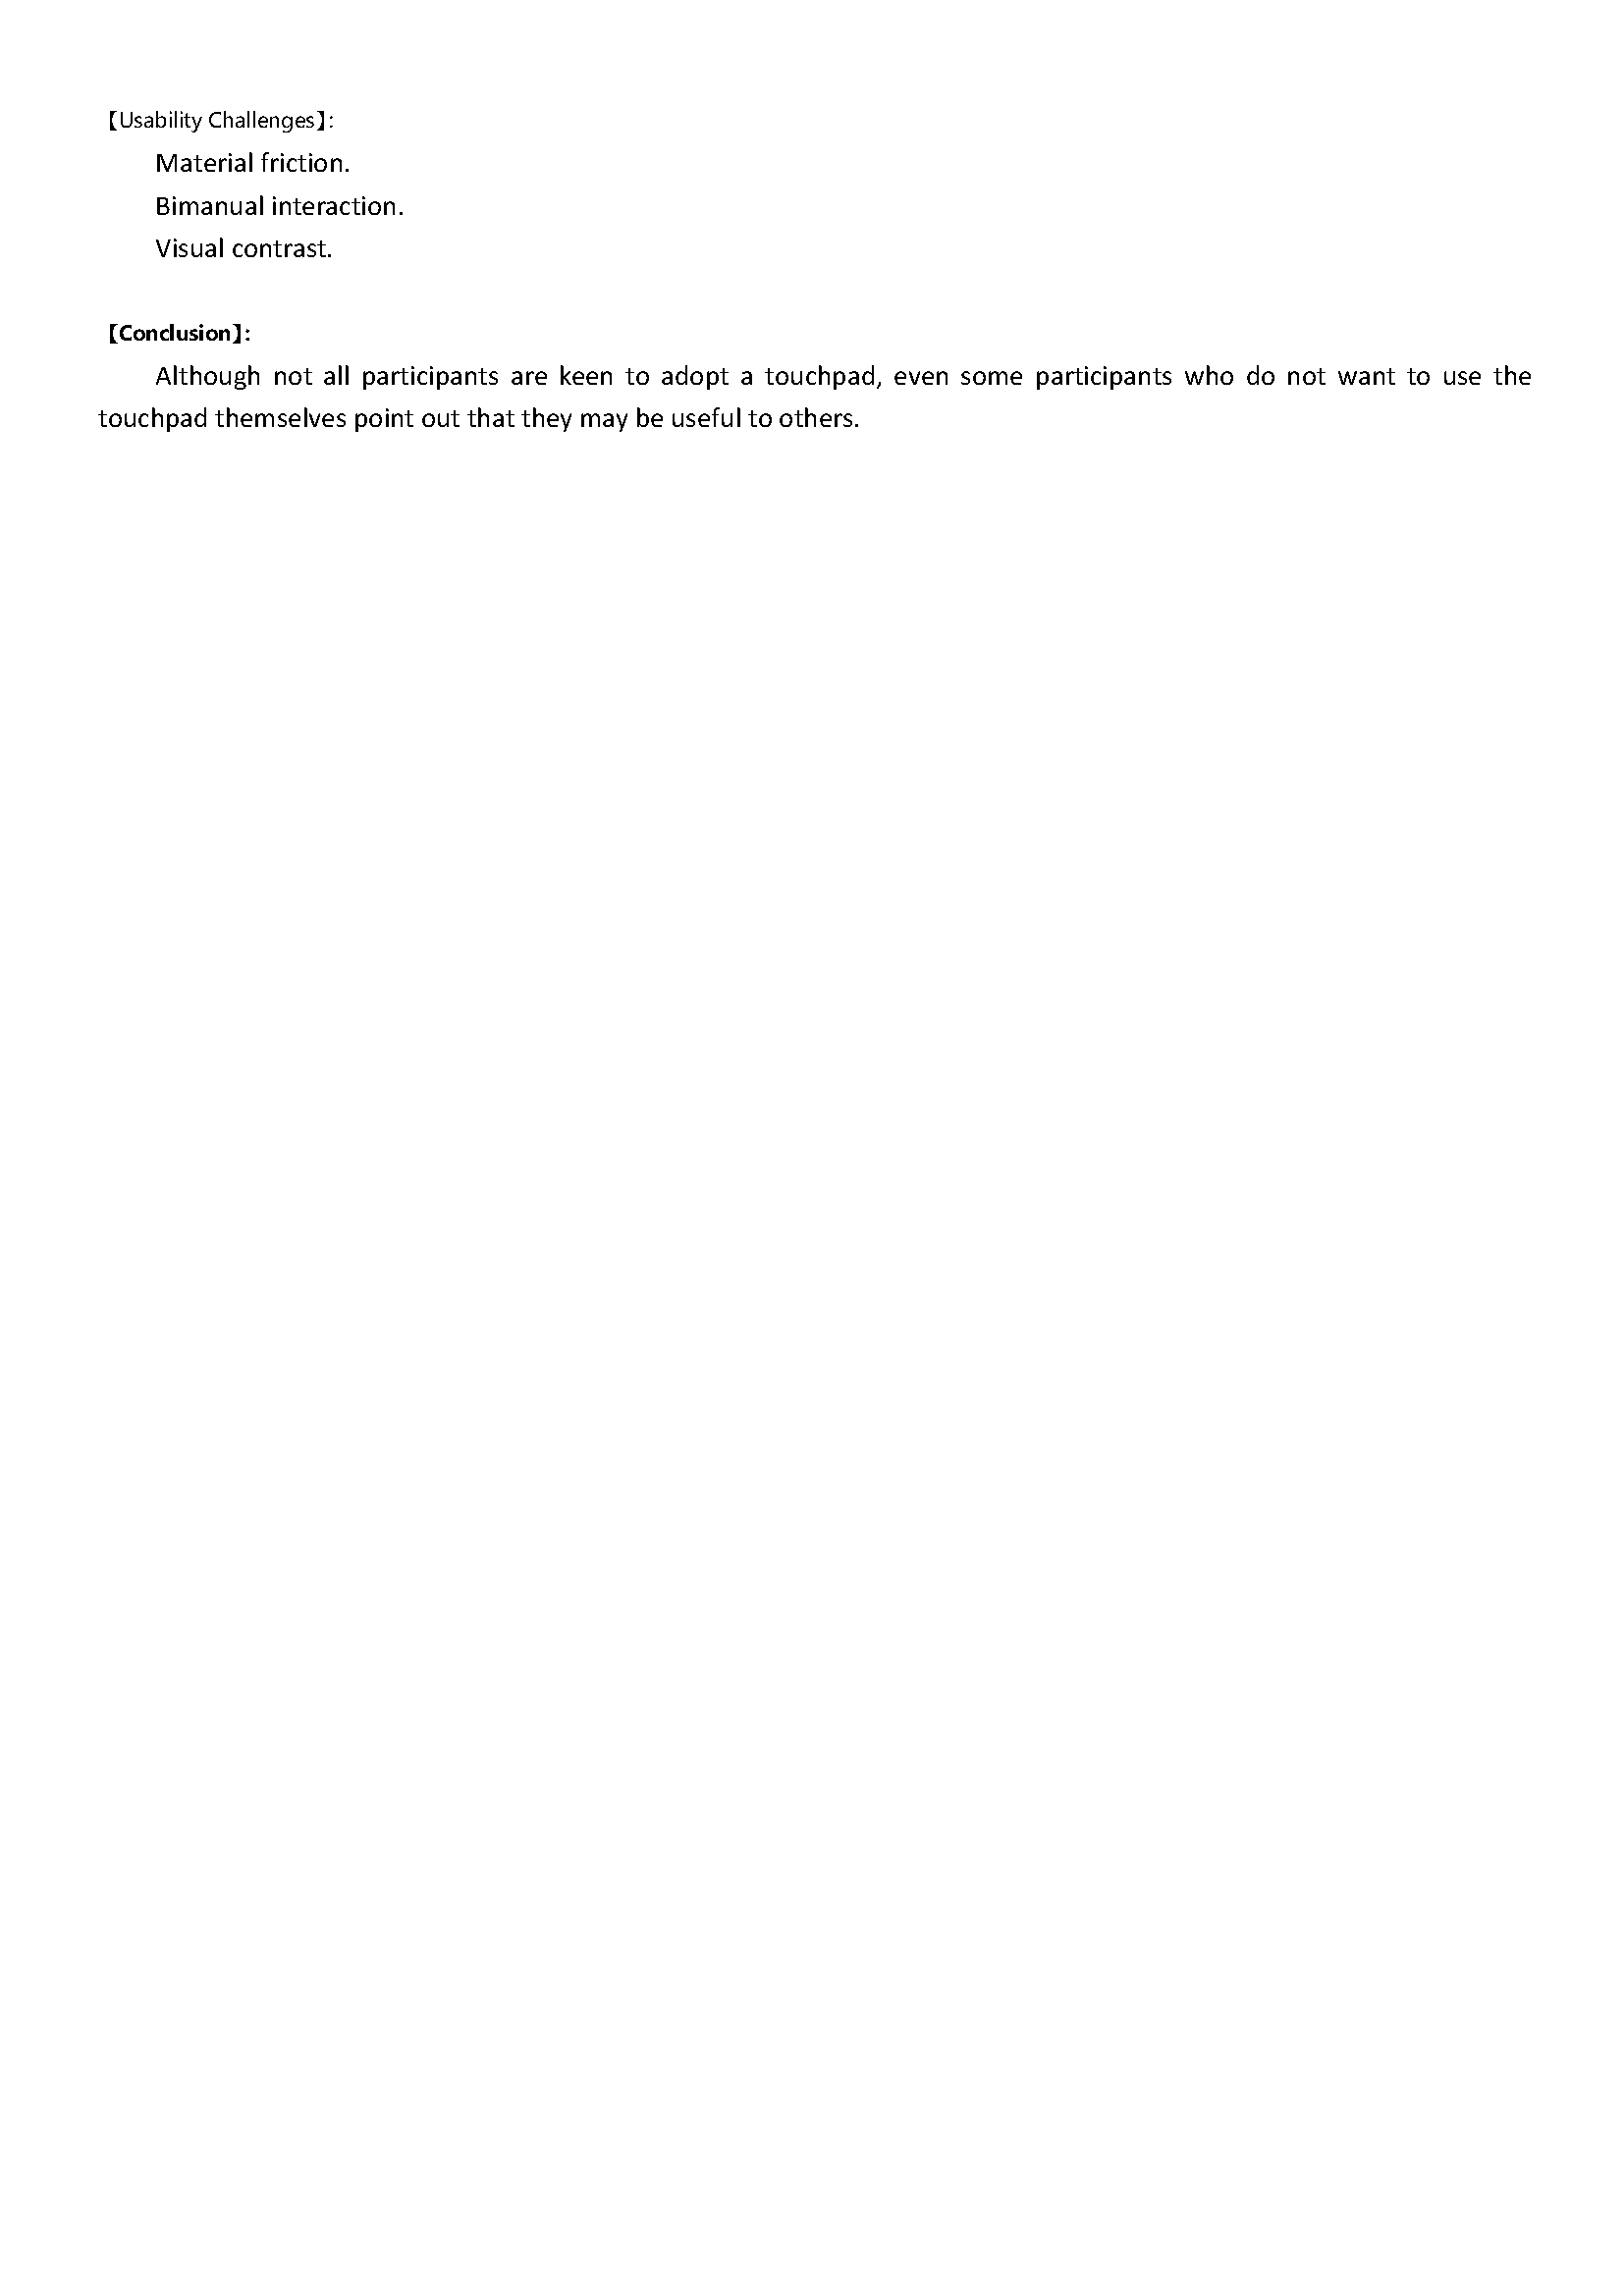 【Usability Challenges】:
Material friction.
Bimanual interaction.
Visual contrast.
【Conclusion】:
Although not all participants are keen to adopt a touchpad, even some participants who do not want to use the
touchpad themselves point out that they may be useful to others.